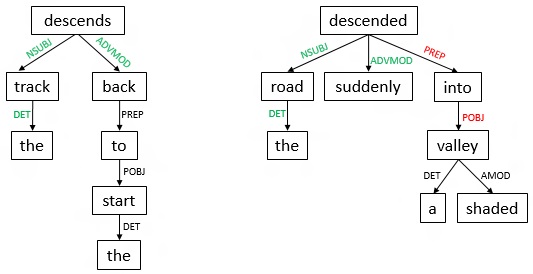 descends descended
NSUBJ ADVMOD NSUBJ ADVMOD PREP
track back road suddenly into
DET PREP DET POBJ
the to the valley
POBJ DET AMOD
start a shaded
DET
the